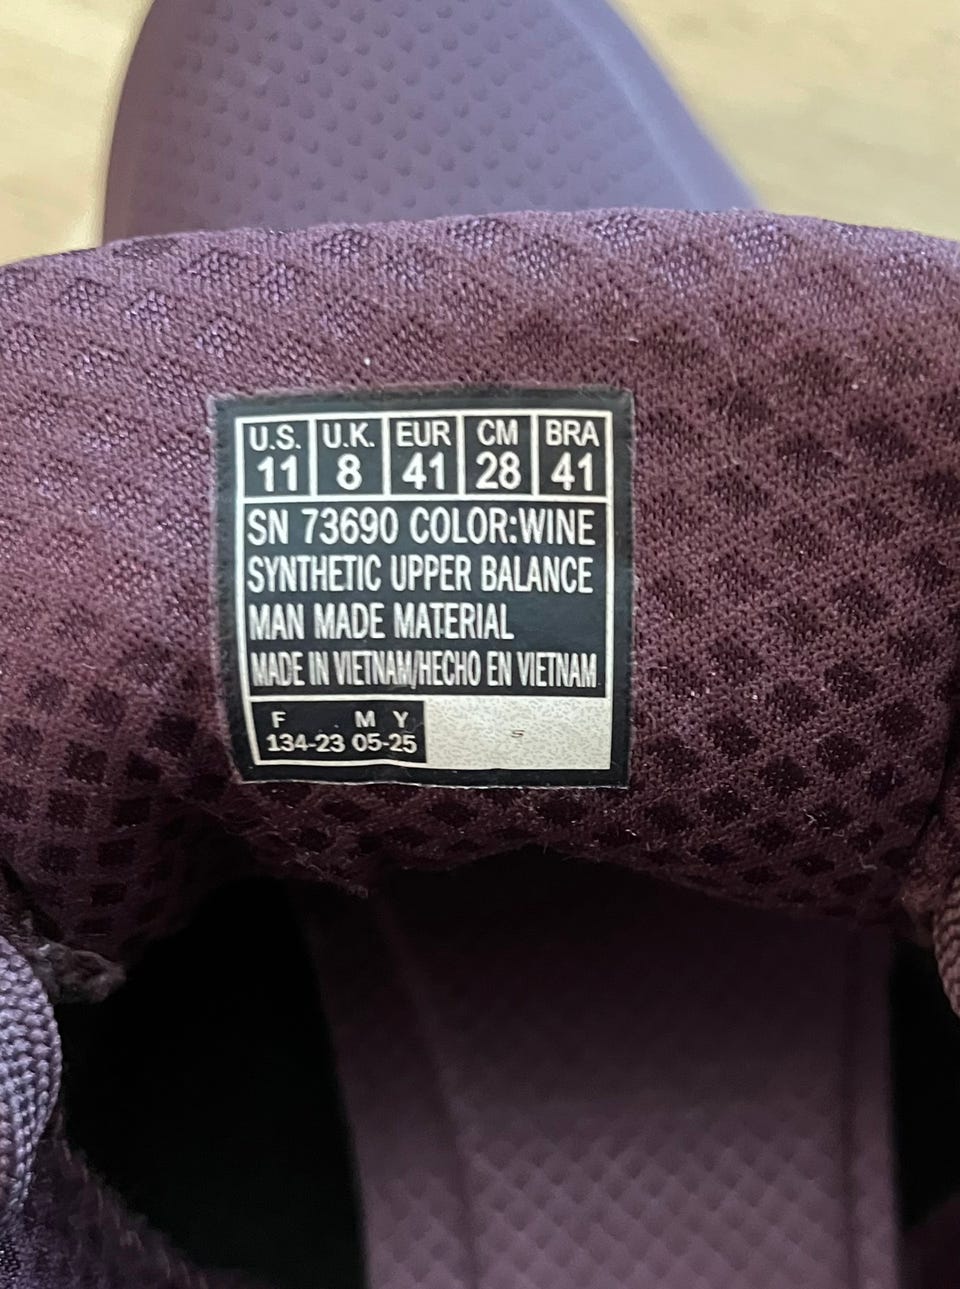 U.S. U.K. EUR CM BRA
11 8 41 28 41
SN 73690 COLOR:WINE
SYNTHETIC UPPER BALANCE
MAN MADE MATERIAL
MADE IN VIETNAM/HECHO EN VIETNAM
F M Y
134-23 05-25
S